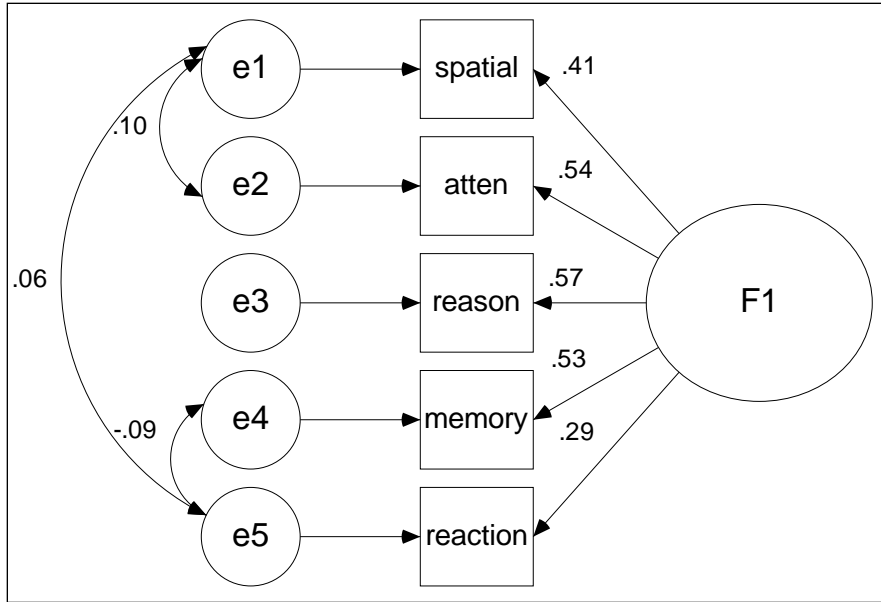 e1
spatial
.41
.10
e2
atten
.54
.06
e3
reason
.57
F1
-.09
e4
memory
.53
e5
reaction
.29